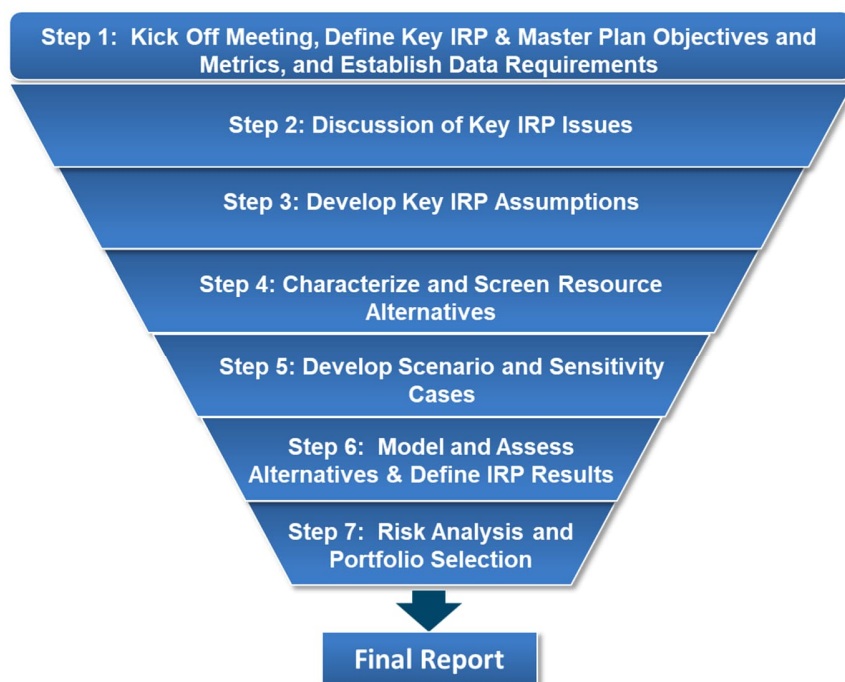 Step 1:  Kick Off Meeting, Define Key IRP & Master Plan Objectives and
Metrics, and Establish Data Requirements
Step 2: Discussion of Key IRP Issues
Step 3: Develop Key IRP Assumptions
Step 4: Characterize and Screen Resource
Alternatives
Step 5: Develop Scenario and Sensitivity
Cases
Step 6:  Model and Assess
Alternatives & Define IRP Results
Step 7:  Risk Analysis and
Portfolio Selection
Final Report